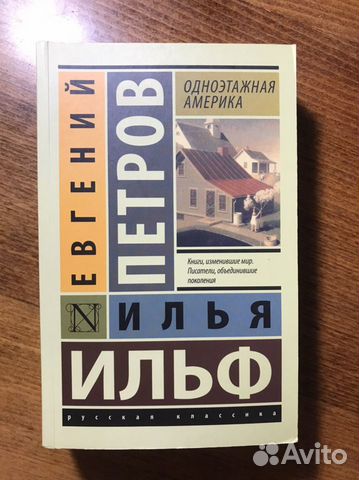 ЕВГЕНИЙ
ПЕТРОВ
ОДНОЭТАЖНАЯ
АМЕРИКА
Книги, изменившие мир.
Писатели, объединившие
поколения
N
ИЛЬЯ
ИЛЬФ
русская классика
Avito